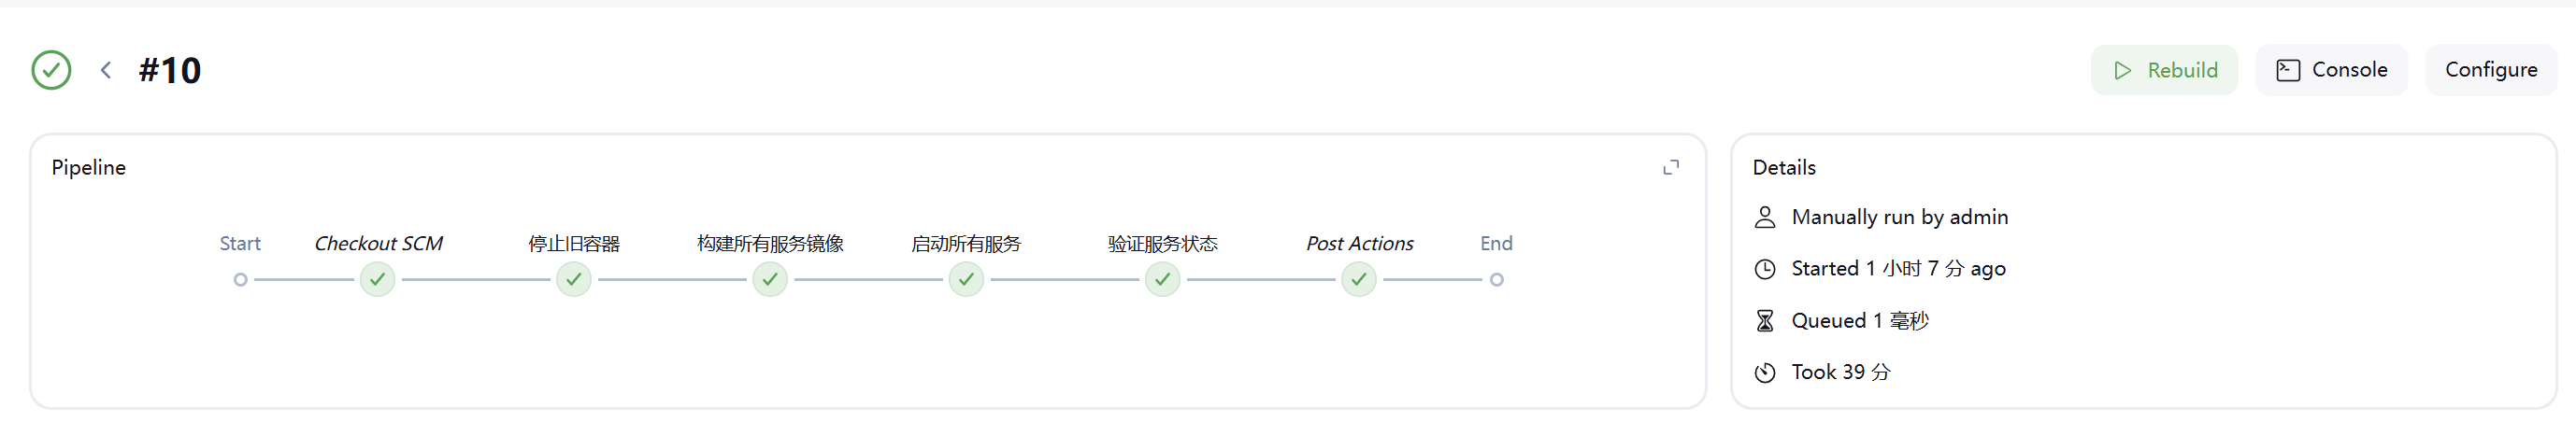 #10
Rebuild
Console
Configure
Pipeline
Start
Checkout SCM
停止旧容器
构建所有服务镜像
启动所有服务
验证服务状态
Post Actions
End
Details
Manually run by admin
Started 1 小时 7 分 ago
Queued 1 毫秒
Took 39 分